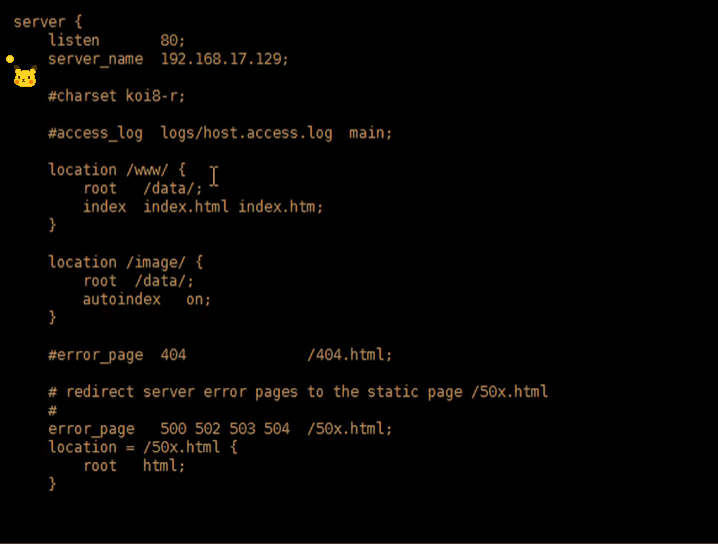 server {
    listen       80;
    server_name  192.168.17.129;
    #charset koi8-r;
    #access_log  logs/host.access.log  main;
    location /www/ {
        root   /data/;
        index  index.html index.htm;
    }
    location /image/ {
        root  /data/;
        autoindex   on;
    }
    #error_page  404              /404.html;
    # redirect server error pages to the static page /50x.html
    #
    error_page   500 502 503 504  /50x.html;
    location = /50x.html {
        root   html;
    }